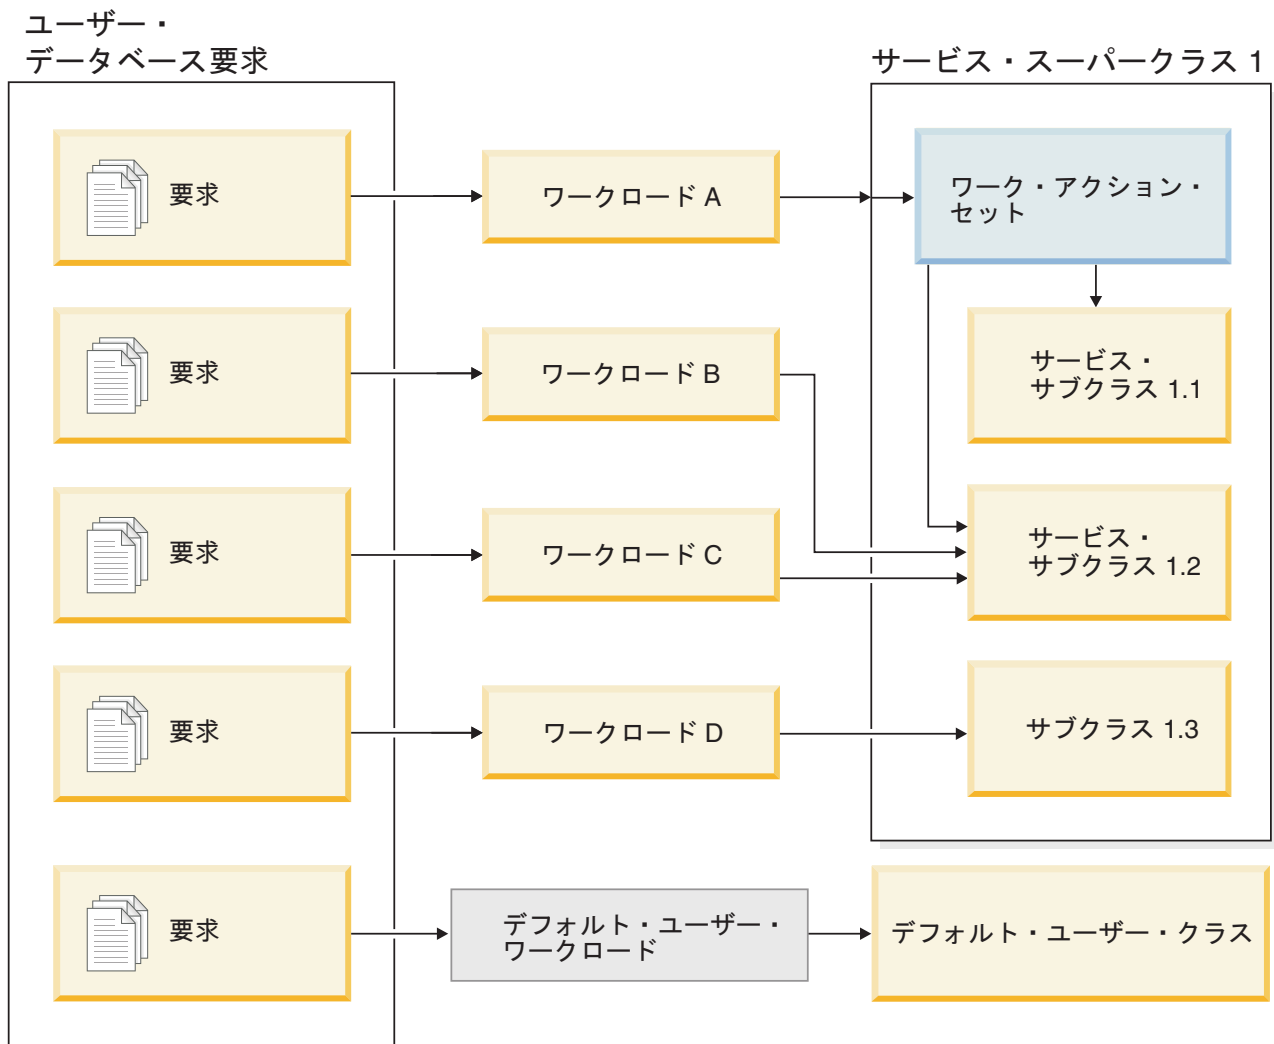 ユーザー・
データベース要求
サービス・スーパークラス 1
要求
ワークロード A
ワーク・アクション・
セット
要求
ワークロード B
サービス・
サブクラス 1.1
要求
ワークロード C
サービス・
サブクラス 1.2
要求
ワークロード D
サブクラス 1.3
要求
デフォルト・ユーザー・
ワークロード
デフォルト・ユーザー・クラス